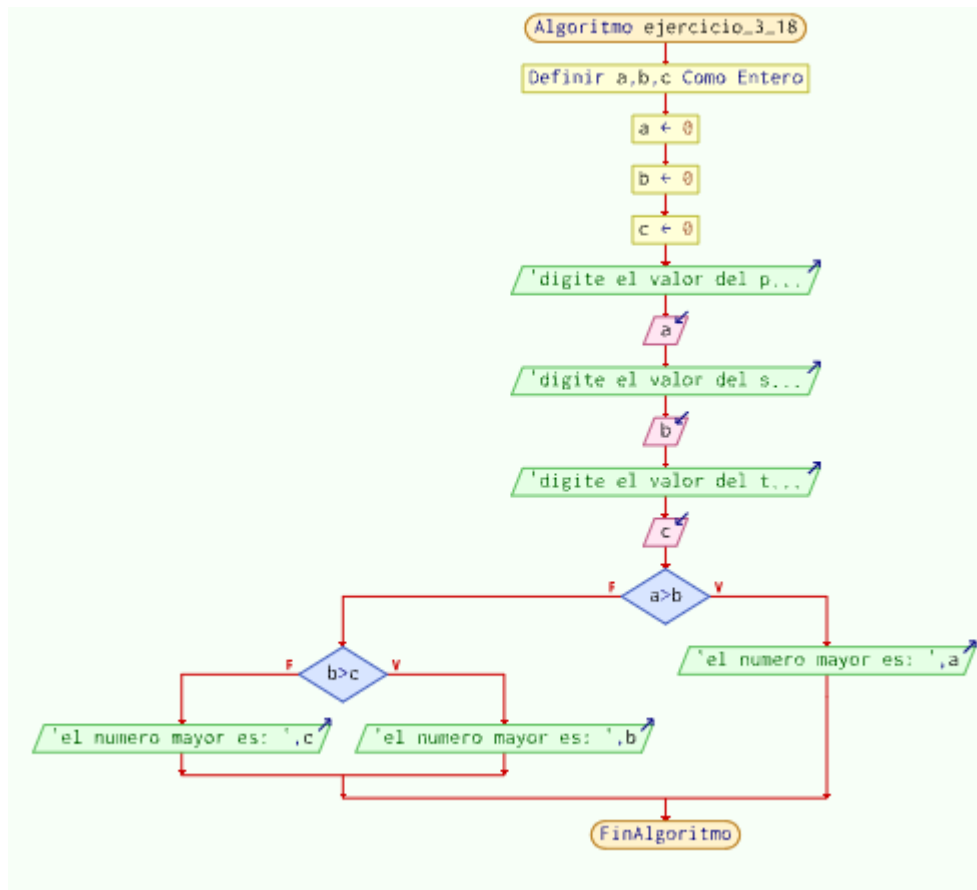 Algoritmo ejercicio_3_18
Definir a,b,c Como Entero
a ← 0
b ← 0
c ← 0
'digite el valor del p...
a
'digite el valor del s...
b
'digite el valor del t...
c
F
a>b
V
F
b>c
V
'el numero mayor es: ',a
'el numero mayor es: ',c
'el numero mayor es: ',b
FinAlgoritmo